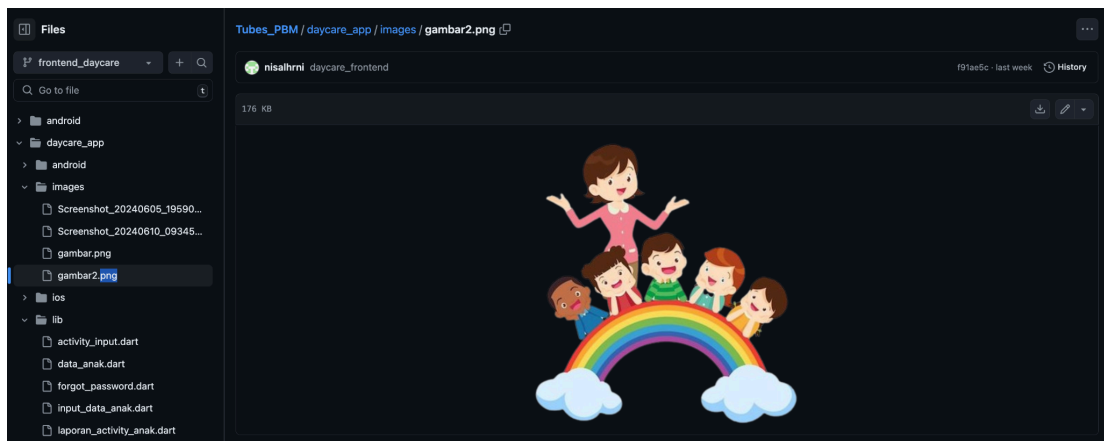 Files
frontend_daycare
Go to file
t
android
daycare_app
android
images
Screenshot_20240605_19590...
Screenshot_20240610_09345...
gambar.png
gambar2.png
ios
lib
activity_input.dart
data_anak.dart
forgot_password.dart
input_data_anak.dart
laporan_activity_anak.dart
Tubes_PBM / daycare_app / images / gambar2.png
nisalhrni daycare_frontend
f91ae5c · last week History
176 KB